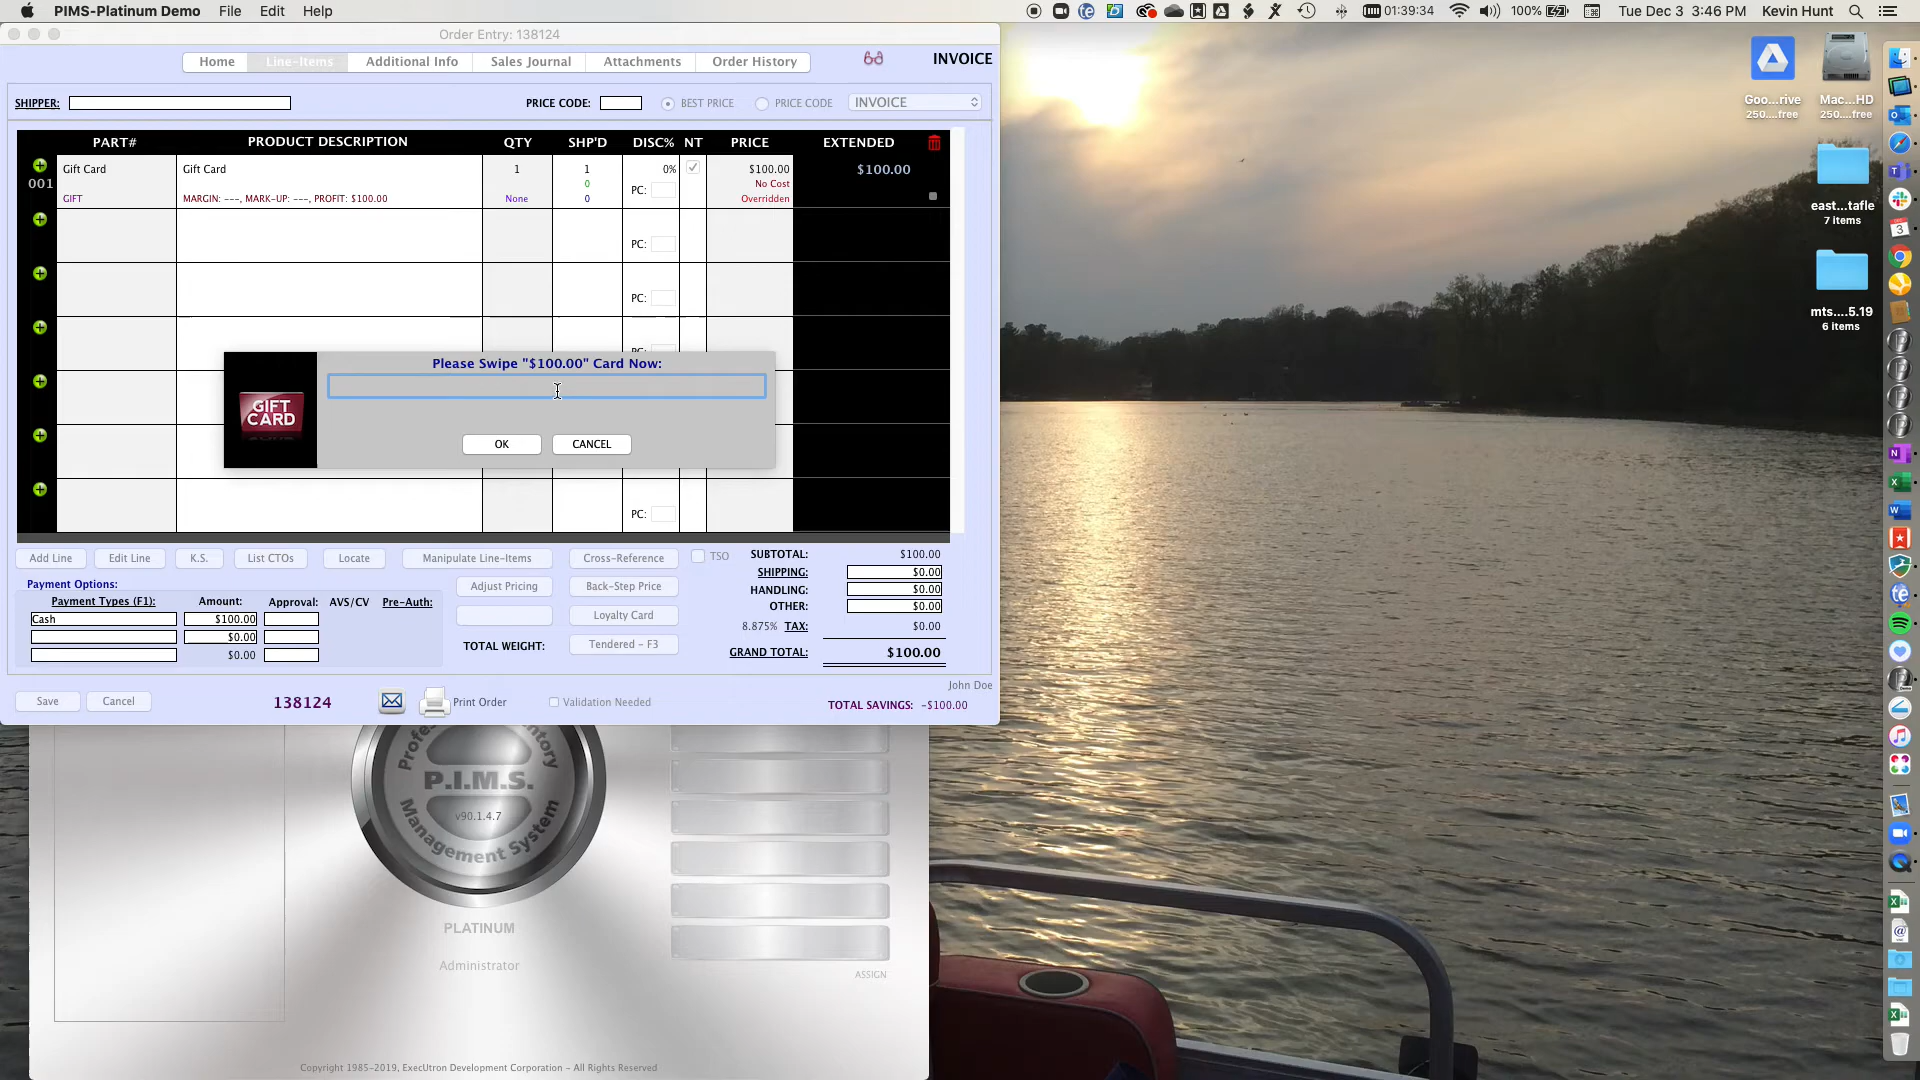 PIMS-Platinum Demo File Edit Help
01:39:34 100% Tue Dec 3 3:46 PM Kevin Hunt
Order Entry: 138124
Home Line-Items Additional Info Sales Journal Attachments Order History INVOICE
SHIPPER: PRICE CODE: BEST PRICE PRICE CODE INVOICE
PART# PRODUCT DESCRIPTION QTY SHP'D DISC% NT PRICE EXTENDED
001 Gift Card Gift Card 1 1 0% $100.00 $100.00
0 PC: No Cost
GIFT MARGIN: ---, MARK-UP: ---, PROFIT: $100.00 None 0 Overridden
PC:
PC:
PC:
Please Swipe "$100.00" Card Now:
GIFT
CARD
OK CANCEL
PC:
Add Line Edit Line K.S. List CTOs Locate Manipulate Line-Items Cross-Reference TSO SUBTOTAL: $100.00
Payment Options: Adjust Pricing Back-Step Price SHIPPING: $0.00
HANDLING: $0.00
Payment Types (F1): Amount: Approval: AVS/CV Pre-Auth: OTHER: $0.00
Cash $100.00 Loyalty Card 8.875% TAX: $0.00
$0.00
$0.00 TOTAL WEIGHT: Tendered - F3 GRAND TOTAL: $100.00
John Doe
Save Cancel 138124 Print Order Validation Needed TOTAL SAVINGS: -$100.00
P.I.M.S.
v90.1.4.7
Management System
PLATINUM
Administrator
ASSIGN
Copyright 1985-2019, ExecUtron Development Corporation - All Rights Reserved
Goo...rive
250....free
Mac...HD
250....free
east...tafle
7 items
mts....5.19
6 items